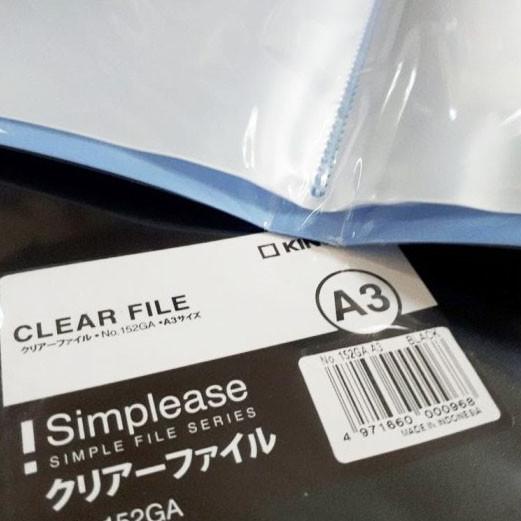 CLEAR FILE
クリアーファイル・No.152GA・A3サイズ
A3
No.152GA A3 BLACK
4 971660 000968
MADE IN INDONESIA
!Simplease
SIMPLE FILE SERIES
クリアーファイル
152GA